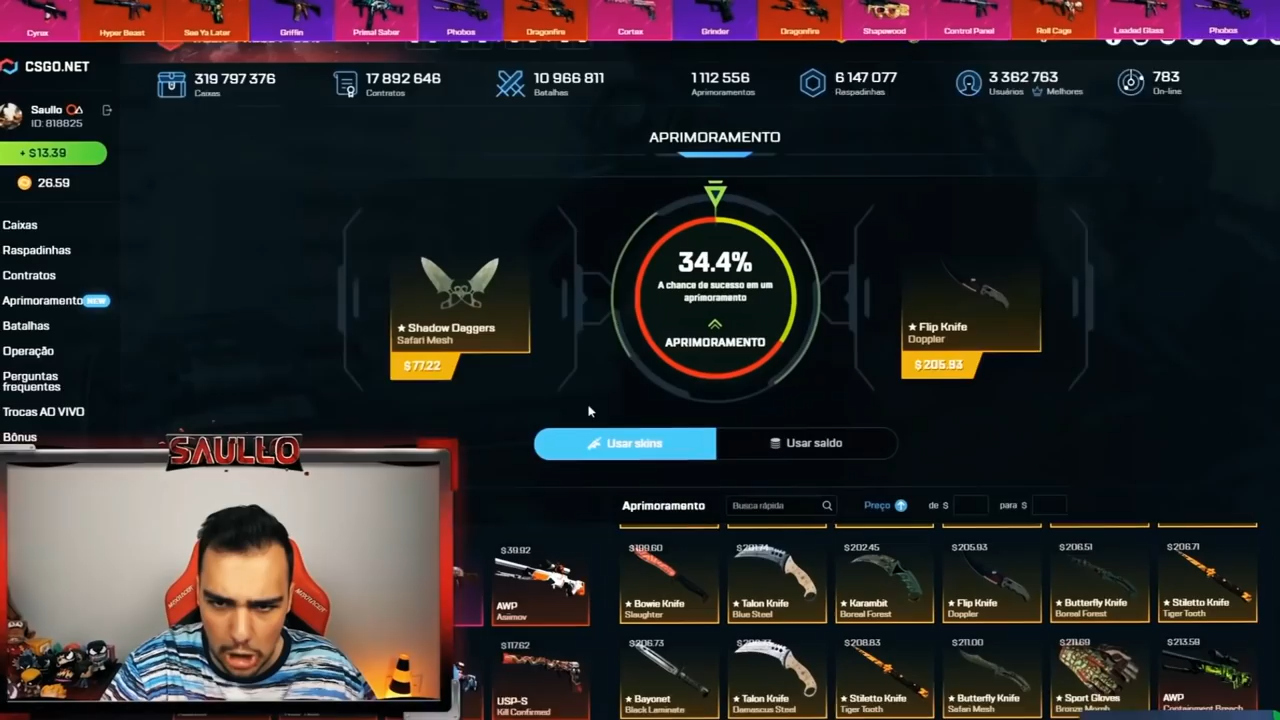 Cyrex
Hyper Beast
See Ya Later
Griffin
Primal Saber
Phobos
Dragonfire
Cortex
Grinder
Dragonfire
Shapewood
Control Panel
Roll Cage
Leaded Glass
Phobos
CSGO.NET
319 797 376
Caixas
17 892 646
Contratos
10 966 811
Batalhas
1 112 556
Aprimoramentos
6 147 077
Raspadinhas
3 362 763
Usuários
Melhores
783
On-line
Saullo
ID: 818825
+ $13.39
26.59
Caixas
Raspadinhas
Contratos
Aprimoramento NEW
Batalhas
Operação
Perguntas
frequentes
Trocas AO VIVO
Bônus
APRIMORAMENTO
★ Shadow Daggers
Safari Mesh
$ 77.22
34.4%
A chance de sucesso em um
aprimoramento
APRIMORAMENTO
★ Flip Knife
Doppler
$ 205.93
Usar skins
Usar saldo
SAULLO
Aprimoramento
Busca rápida
Preço
de $
para $
$39.92
AWP
Asiimov
$199.60
★ Bowie Knife
Slaughter
★ Talon Knife
Blue Steel
$202.45
★ Karambit
Boreal Forest
$205.93
★ Flip Knife
Doppler
$206.51
★ Butterfly Knife
Boreal Forest
$206.71
★ Stiletto Knife
Tiger Tooth
$117.62
USP-S
Kill Confirmed
$206.73
★ Bayonet
Black Laminate
★ Talon Knife
Damascus Steel
$208.83
★ Stiletto Knife
Tiger Tooth
$211.00
★ Butterfly Knife
Safari Mesh
$211.69
★ Sport Gloves
Bronze Morph
$213.59
AWP
Containment Breach